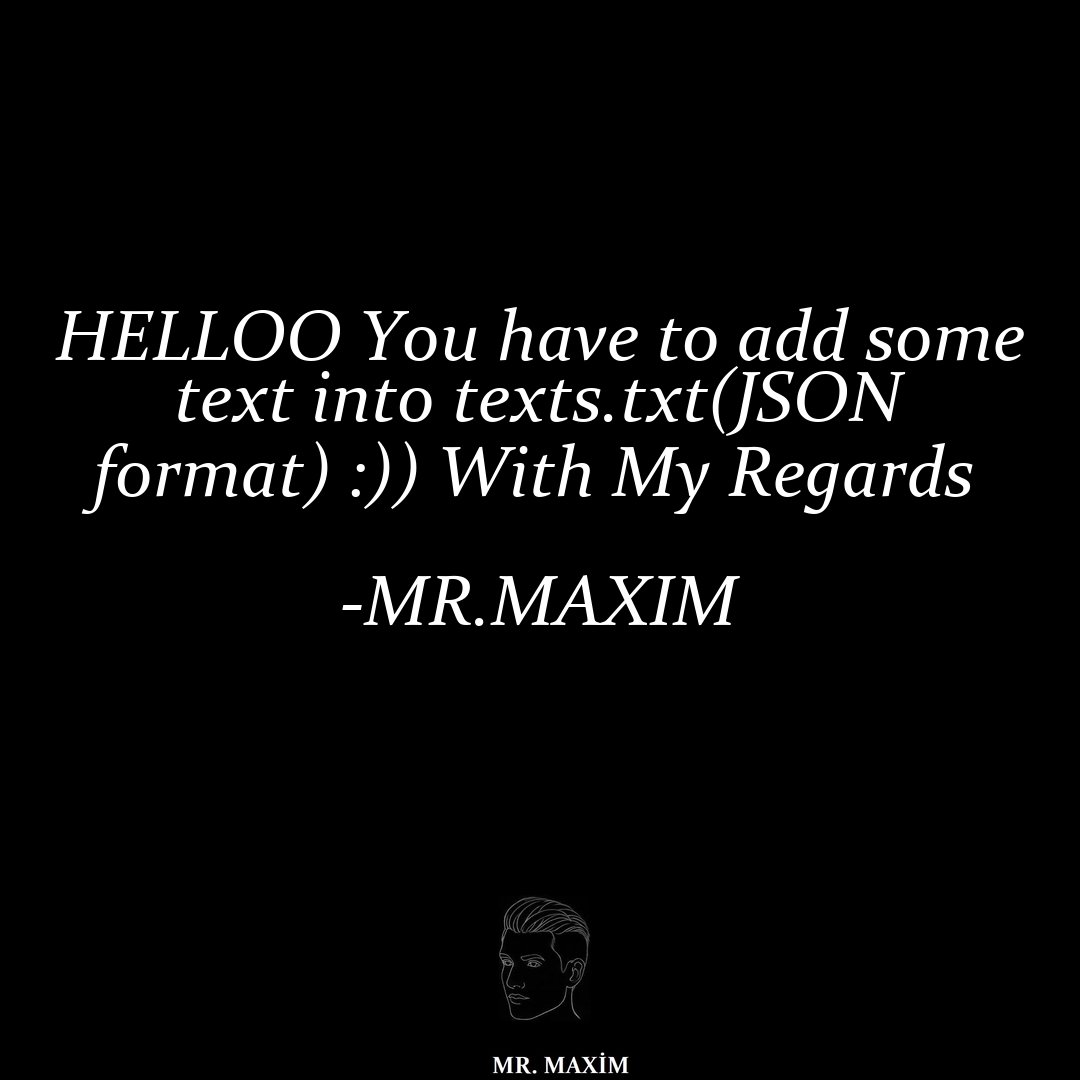 HELLOO You have to add some
text into texts.txt(JSON
format) :)) With My Regards
-MR.MAXIM
MR. MAXİM